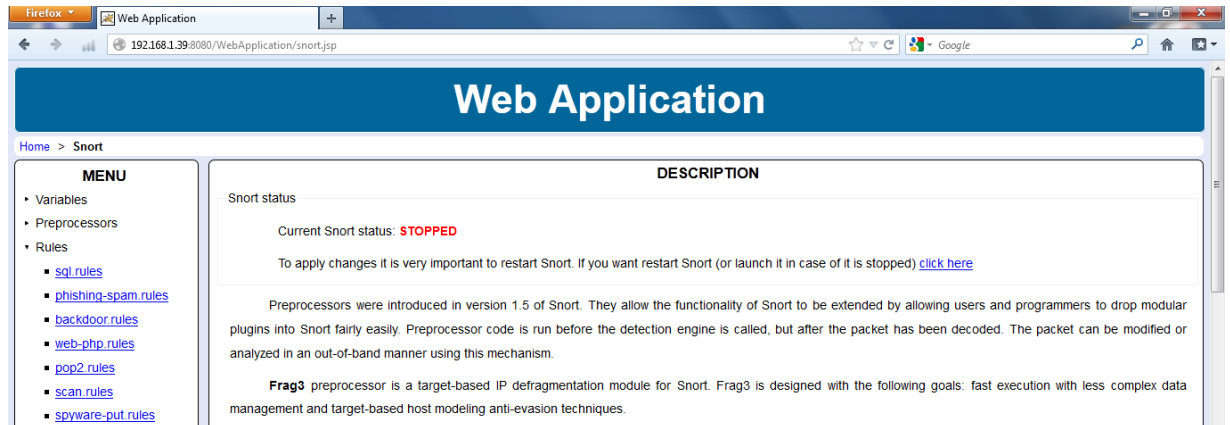 Firefox
Web Application
192.168.1.39:8080/WebApplication/snort.jsp
Google
Web Application
Home > Snort
MENU
Variables
Preprocessors
Rules
sql.rules
phishing-spam.rules
backdoor.rules
web-php.rules
pop2.rules
scan.rules
spyware-put.rules
DESCRIPTION
Snort status
Current Snort status: STOPPED
To apply changes it is very important to restart Snort. If you want restart Snort (or launch it in case of it is stopped) click here
Preprocessors were introduced in version 1.5 of Snort. They allow the functionality of Snort to be extended by allowing users and programmers to drop modular
plugins into Snort fairly easily. Preprocessor code is run before the detection engine is called, but after the packet has been decoded. The packet can be modified or
analyzed in an out-of-band manner using this mechanism.
Frag3 preprocessor is a target-based IP defragmentation module for Snort. Frag3 is designed with the following goals: fast execution with less complex data
management and target-based host modeling anti-evasion techniques.